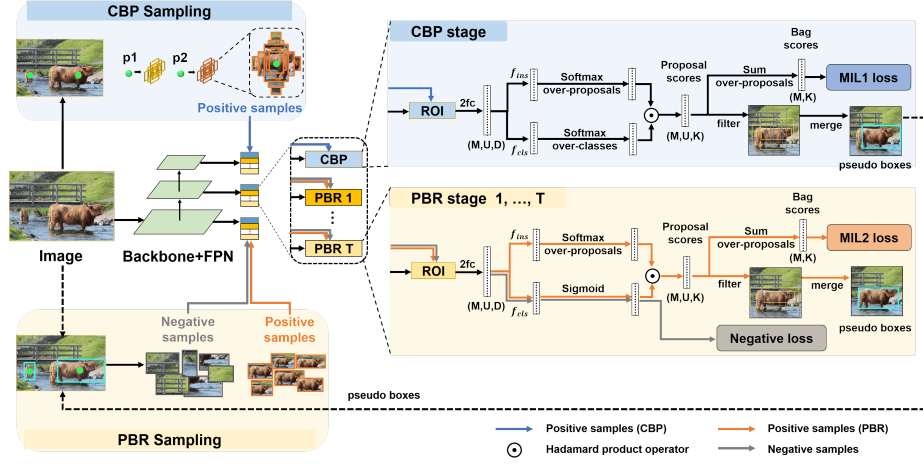 CBP Sampling
p1
p2
Positive samples
Image
Backbone+FPN
CBP
PBR 1
PBR T
Negative
samples
Positive
samples
PBR Sampling
CBP stage
ROI
2fc
(M,U,D)
f_ins
Softmax
over-proposals
f_cls
Softmax
over-classes
Proposal
scores
(M,U,K)
Sum
over-proposals
Bag
scores
(M,K)
MIL1 loss
filter
merge
pseudo boxes
PBR stage 1, ..., T
ROI
2fc
(M,U,D)
f_ins
Softmax
over-proposals
f_cls
Sigmoid
Proposal
scores
(M,U,K)
Sum
over-proposals
Bag
scores
(M,K)
MIL2 loss
filter
merge
pseudo boxes
Negative loss
pseudo boxes
Positive samples (CBP)
Positive samples (PBR)
Hadamard product operator
Negative samples